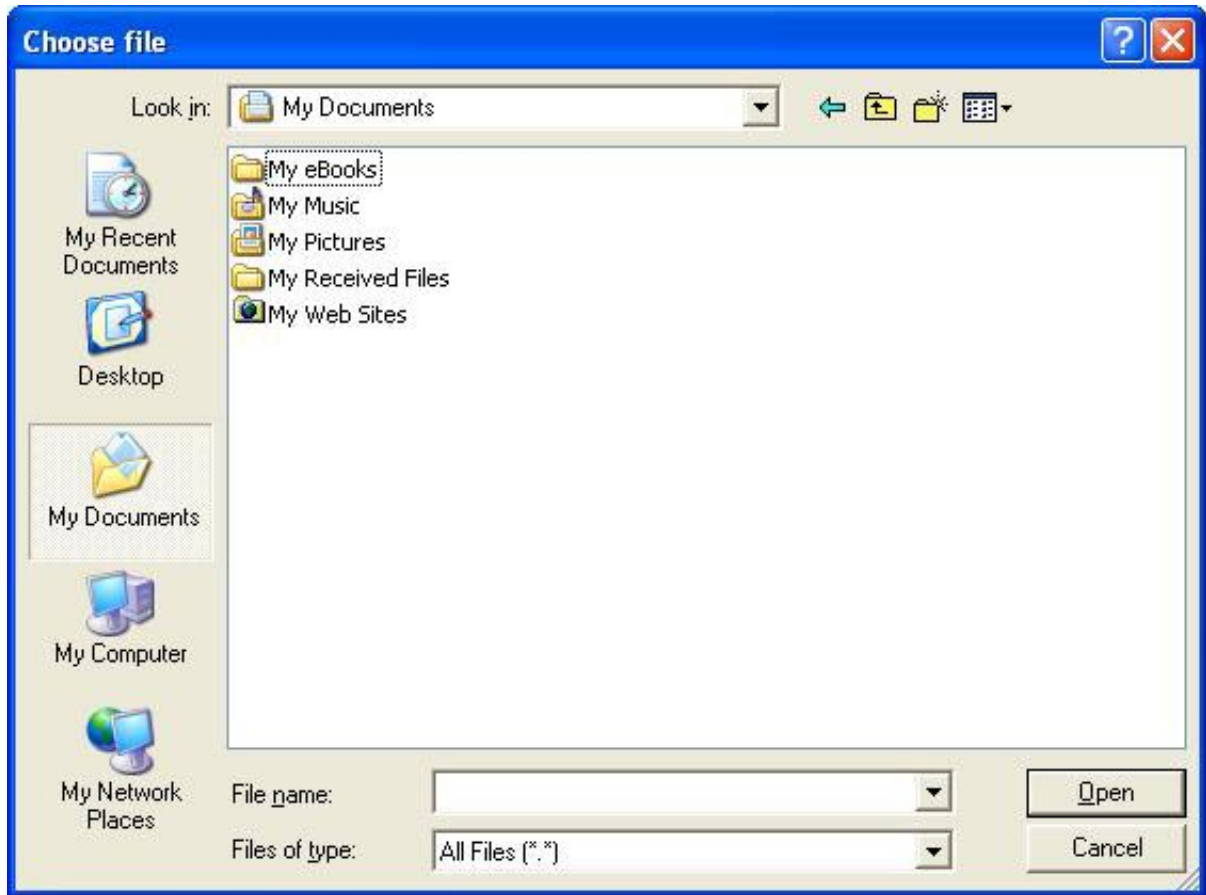 Choose file
?
Look in:
My Documents
My eBooks
My Music
My Pictures
My Received Files
My Web Sites
My Recent
Documents
Desktop
My Documents
My Computer
My Network
Places
File name:
Open
Files of type:
All Files (*.*)
Cancel